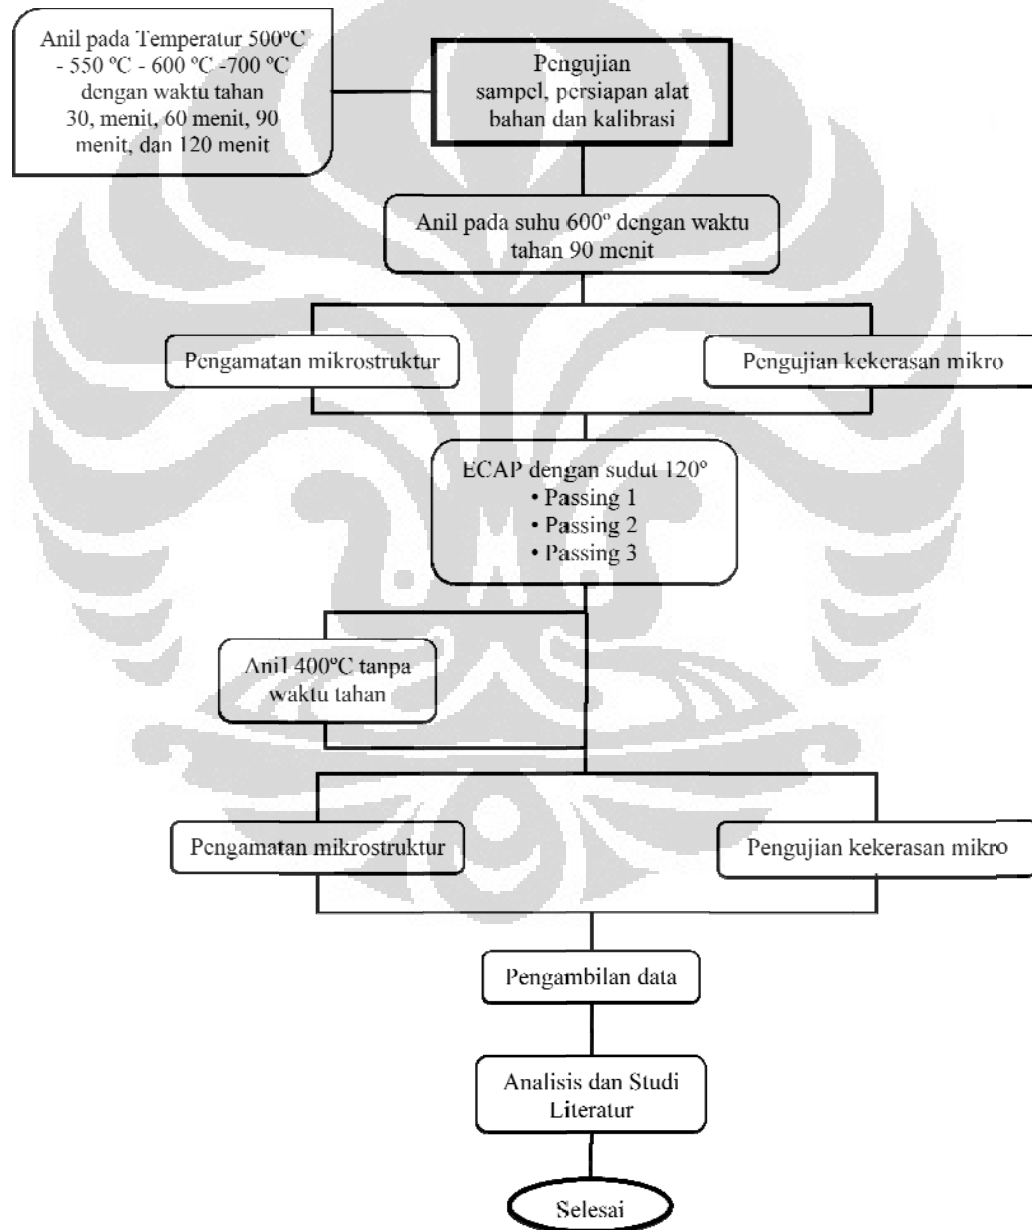 Anil pada Temperatur 500ºC
- 550 ºC - 600 ºC -700 ºC
dengan waktu tahan
30, menit, 60 menit, 90
menit, dan 120 menit
Pengujian
sampel, persiapan alat
bahan dan kalibrasi
Anil pada suhu 600º dengan waktu
tahan 90 menit
Pengamatan mikrostruktur
Pengujian kekerasan mikro
ECAP dengan sudut 120º
• Passing 1
• Passing 2
• Passing 3
Anil 400ºC tanpa
waktu tahan
Pengamatan mikrostruktur
Pengujian kekerasan mikro
Pengambilan data
Analisis dan Studi
Literatur
Selesai